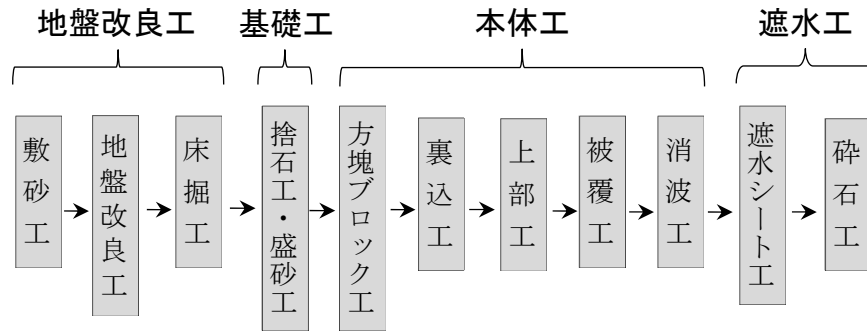 地盤改良工
基礎工
本体工
遮水工
敷砂工
地盤改良工
床掘工
捨石工・盛砂工
方塊ブロック工
裏込工
上部工
被覆工
消波工
遮水シート工
砕石工